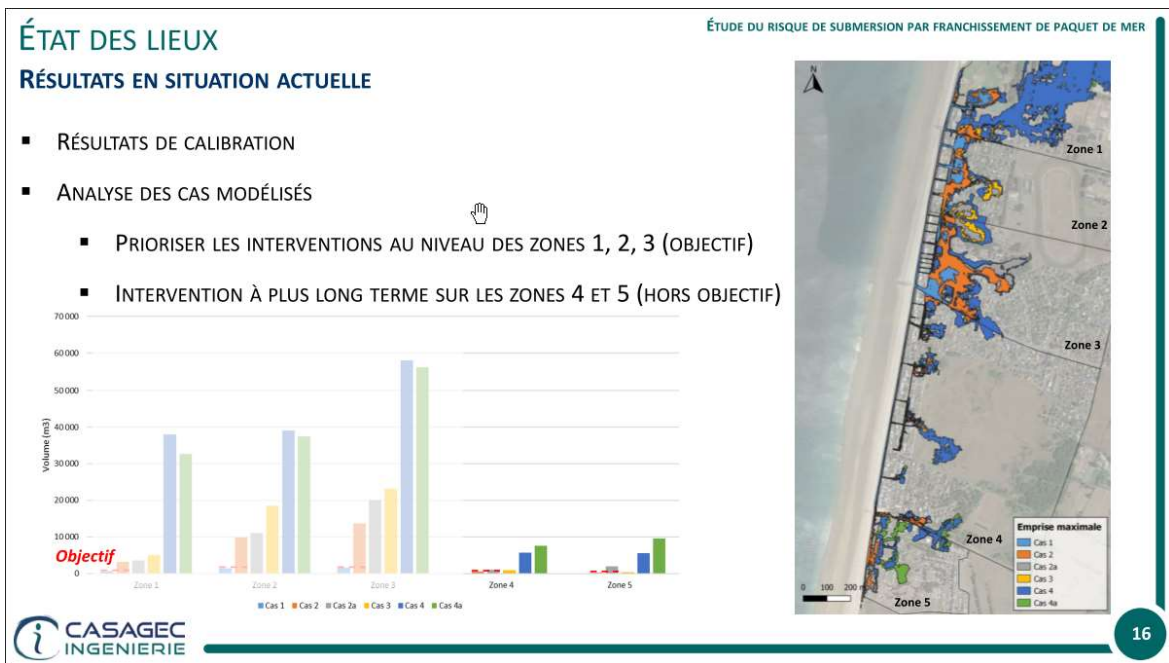 ÉTUDE DU RISQUE DE SUBMERSION PAR FRANCHISSEMENT DE PAQUET DE MER
ÉTAT DES LIEUX
RÉSULTATS EN SITUATION ACTUELLE
▪ RÉSULTATS DE CALIBRATION
▪ ANALYSE DES CAS MODÉLISÉS
▪ PRIORISER LES INTERVENTIONS AU NIVEAU DES ZONES 1, 2, 3 (OBJECTIF)
▪ INTERVENTION À PLUS LONG TERME SUR LES ZONES 4 ET 5 (HORS OBJECTIF)
70 000
60 000
50 000
40 000
30 000
20 000
10 000
0
Volume (m3)
Objectif
Zone 1
Zone 2
Zone 3
Zone 4
Zone 5
Cas 1 Cas 2 Cas 2a Cas 3 Cas 4 Cas 4a
N
Zone 1
Zone 2
Zone 3
Zone 4
Zone 5
Emprise maximale
Cas 1
Cas 2
Cas 2a
Cas 3
Cas 4
Cas 4a
0 100 200 m
CASAGEC
INGENIERIE
16